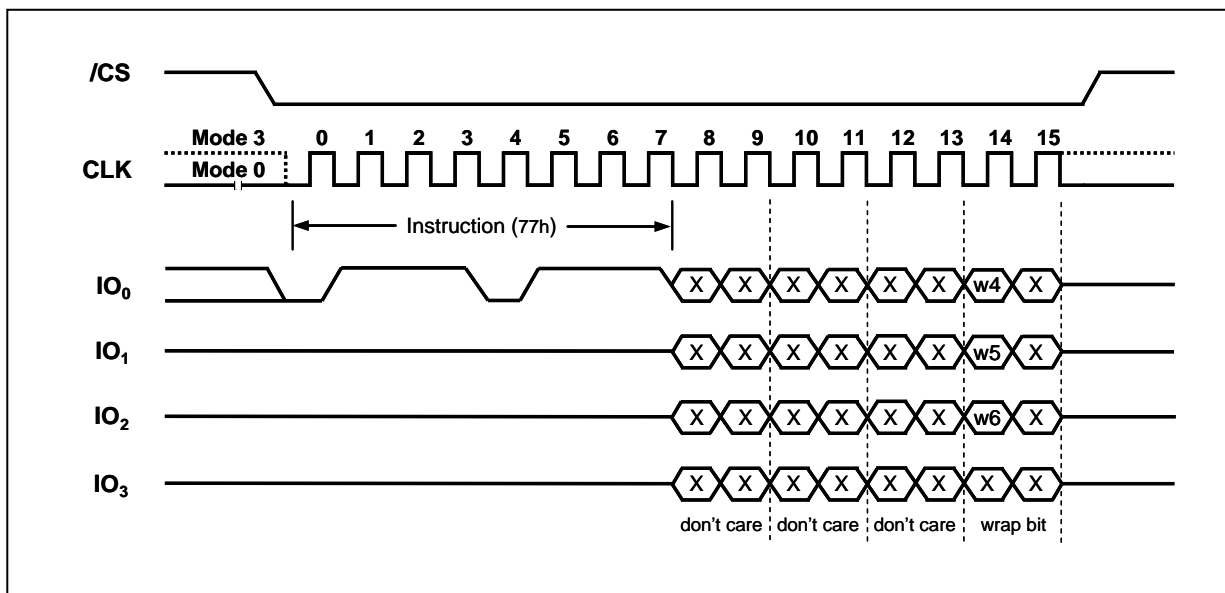 /CS
Mode 3 0 1 2 3 4 5 6 7 8 9 10 11 12 13 14 15
CLK Mode 0
Instruction (77h)
IO0 X X X X X X w4 X
IO1 X X X X X X w5 X
IO2 X X X X X X w6 X
IO3 X X X X X X X X
don't care don't care don't care wrap bit